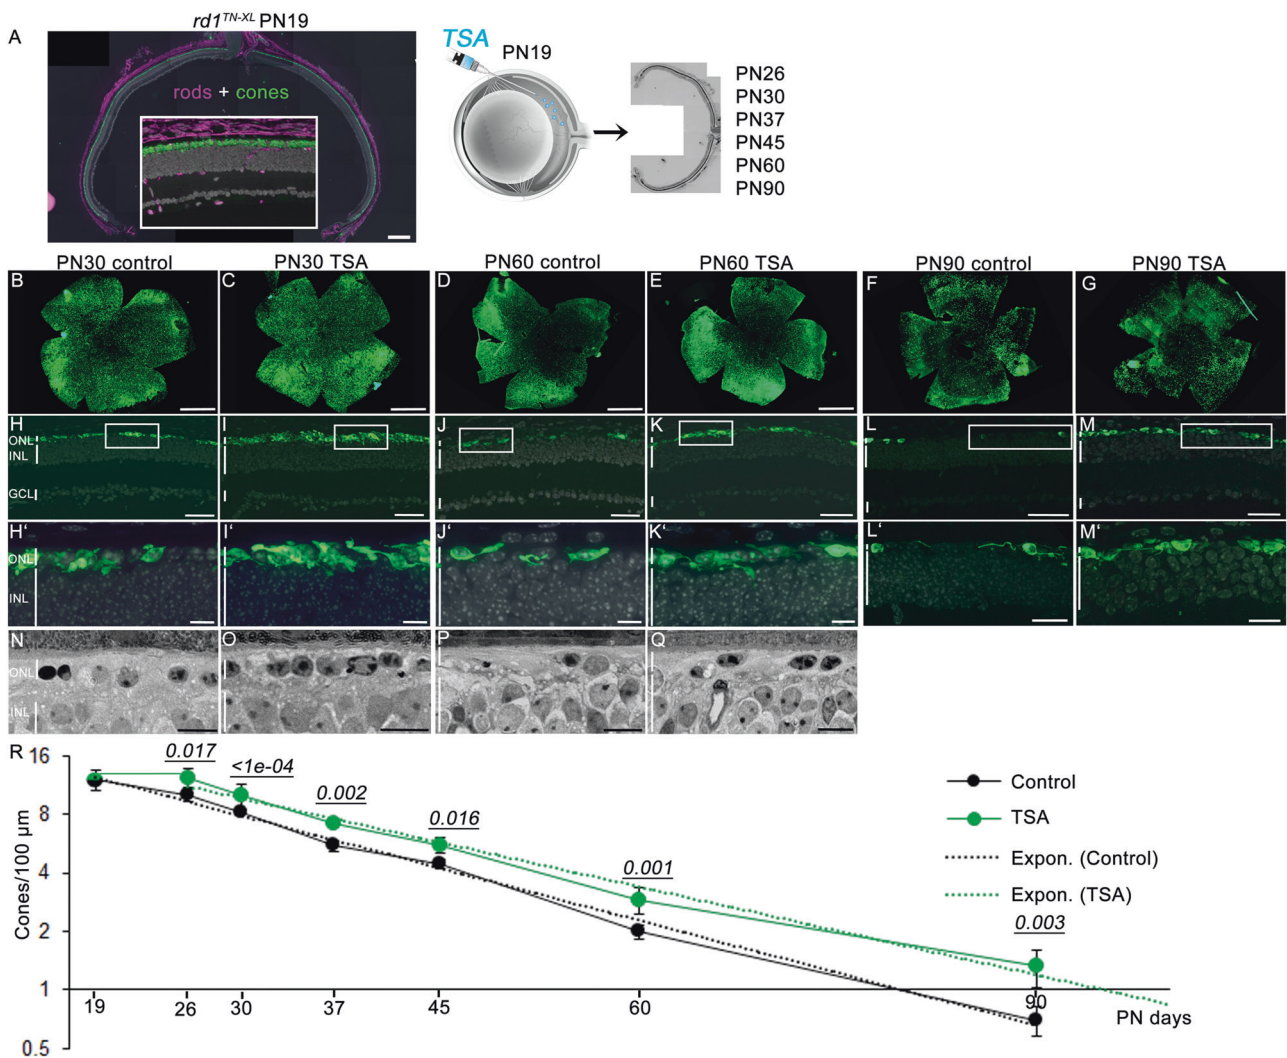 A
rd1TN-XL PN19
rods + cones
TSA
PN19
PN26
PN30
PN37
PN45
PN60
PN90
PN30 control
PN30 TSA
PN60 control
PN60 TSA
PN90 control
PN90 TSA
B
C
D
E
F
G
H
I
J
K
L
M
ONL
INL
GCL
H'
I'
J'
K'
L'
M'
ONL
INL
N
O
P
Q
ONL
INL
R
Cones/100 µm
16
8
4
2
1
0.5
0.017
<1e-04
0.002
0.016
0.001
0.003
Control
TSA
Expon. (Control)
Expon. (TSA)
19
26
30
37
45
60
90
PN days